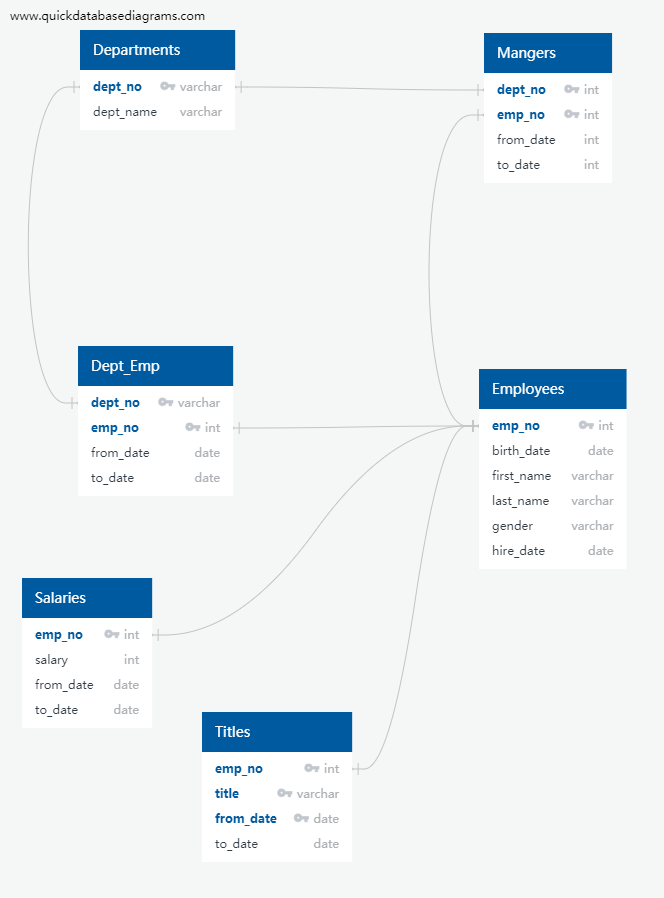 www.quickdatabasediagrams.com
Departments
dept_no varchar
dept_name varchar
Mangers
dept_no int
emp_no int
from_date int
to_date int
Dept_Emp
dept_no varchar
emp_no int
from_date date
to_date date
Employees
emp_no int
birth_date date
first_name varchar
last_name varchar
gender varchar
hire_date date
Salaries
emp_no int
salary int
from_date date
to_date date
Titles
emp_no int
title varchar
from_date date
to_date date